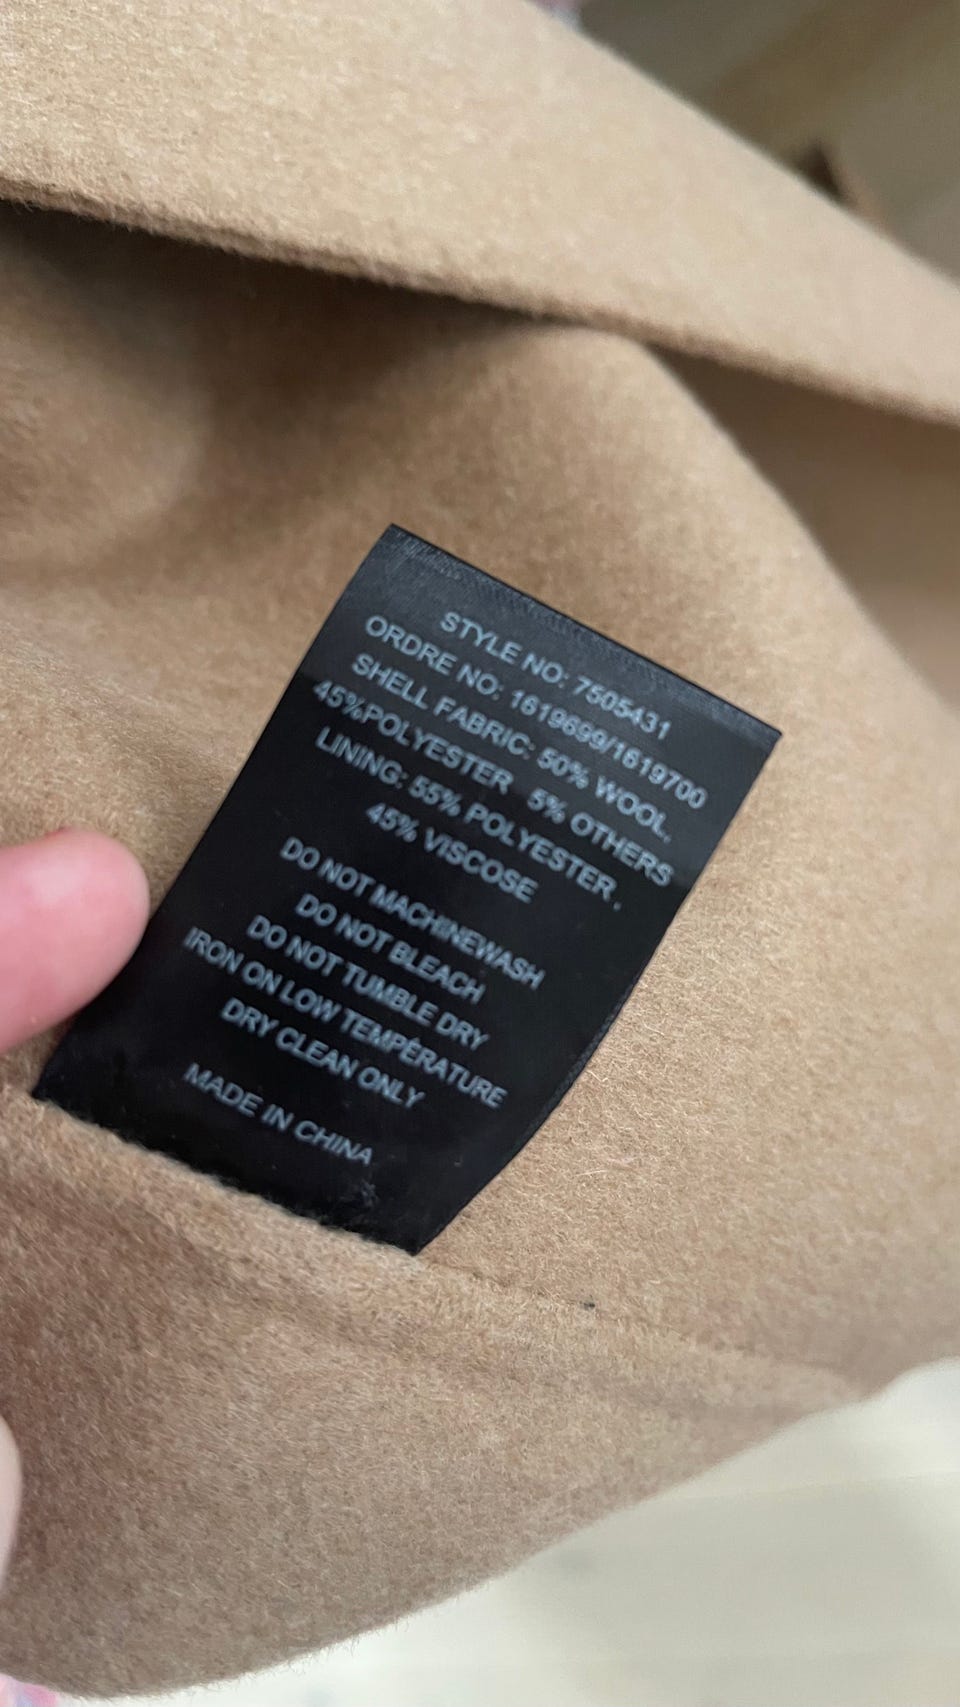 STYLE NO: 7505431
ORDRE NO: 1619699/1619700
SHELL FABRIC: 50% WOOL,
45%POLYESTER 5% OTHERS
LINING: 55% POLYESTER,
45% VISCOSE
DO NOT MACHINEWASH
DO NOT BLEACH
DO NOT TUMBLE DRY
IRON ON LOW TEMPÉRATURE
DRY CLEAN ONLY
MADE IN CHINA